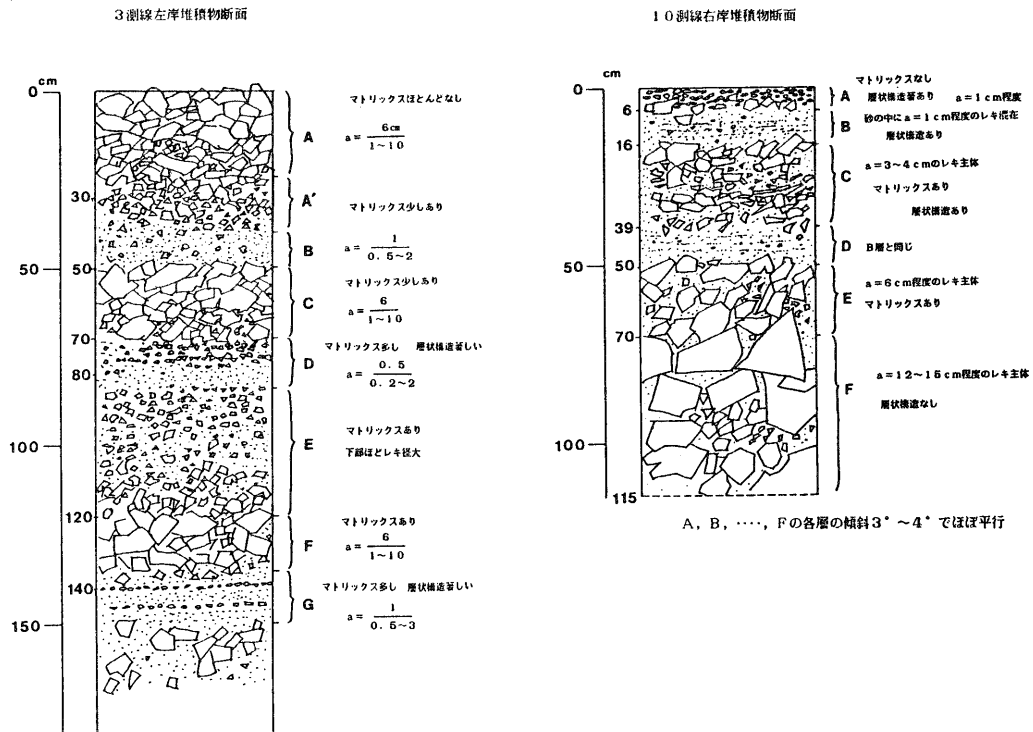 3測線左岸堆積物断面
cm
0
30
50
50
70
80
100
120
140
150
A
マトリックスほとんどなし
a = 6cm / 1~10
A'
マトリックス少しあり
B
a = 1 / 0.5~2
C
マトリックス少しあり
a = 6 / 1~10
D
マトリックス多し 層状構造著しい
a = 0.5 / 0.2~2
E
マトリックスあり
下部ほどレキ径大
F
マトリックスあり
a = 6 / 1~10
G
マトリックス多し 層状構造著しい
a = 1 / 0.5~3
10測線右岸堆積物断面
cm
0
6
16
39
50
50
70
100
115
A
マトリックスなし
層状構造著あり a=1cm程度
B
砂の中にa=1cm程度のレキ混在
層状構造あり
C
a=3~4cmのレキ主体
マトリックスあり
層状構造あり
D
B層と同じ
E
a=6cm程度のレキ主体
マトリックスあり
F
a=12~15cm程度のレキ主体
層状構造なし
A, B, ‥‥, Fの各層の傾斜3°~4°でほぼ平行